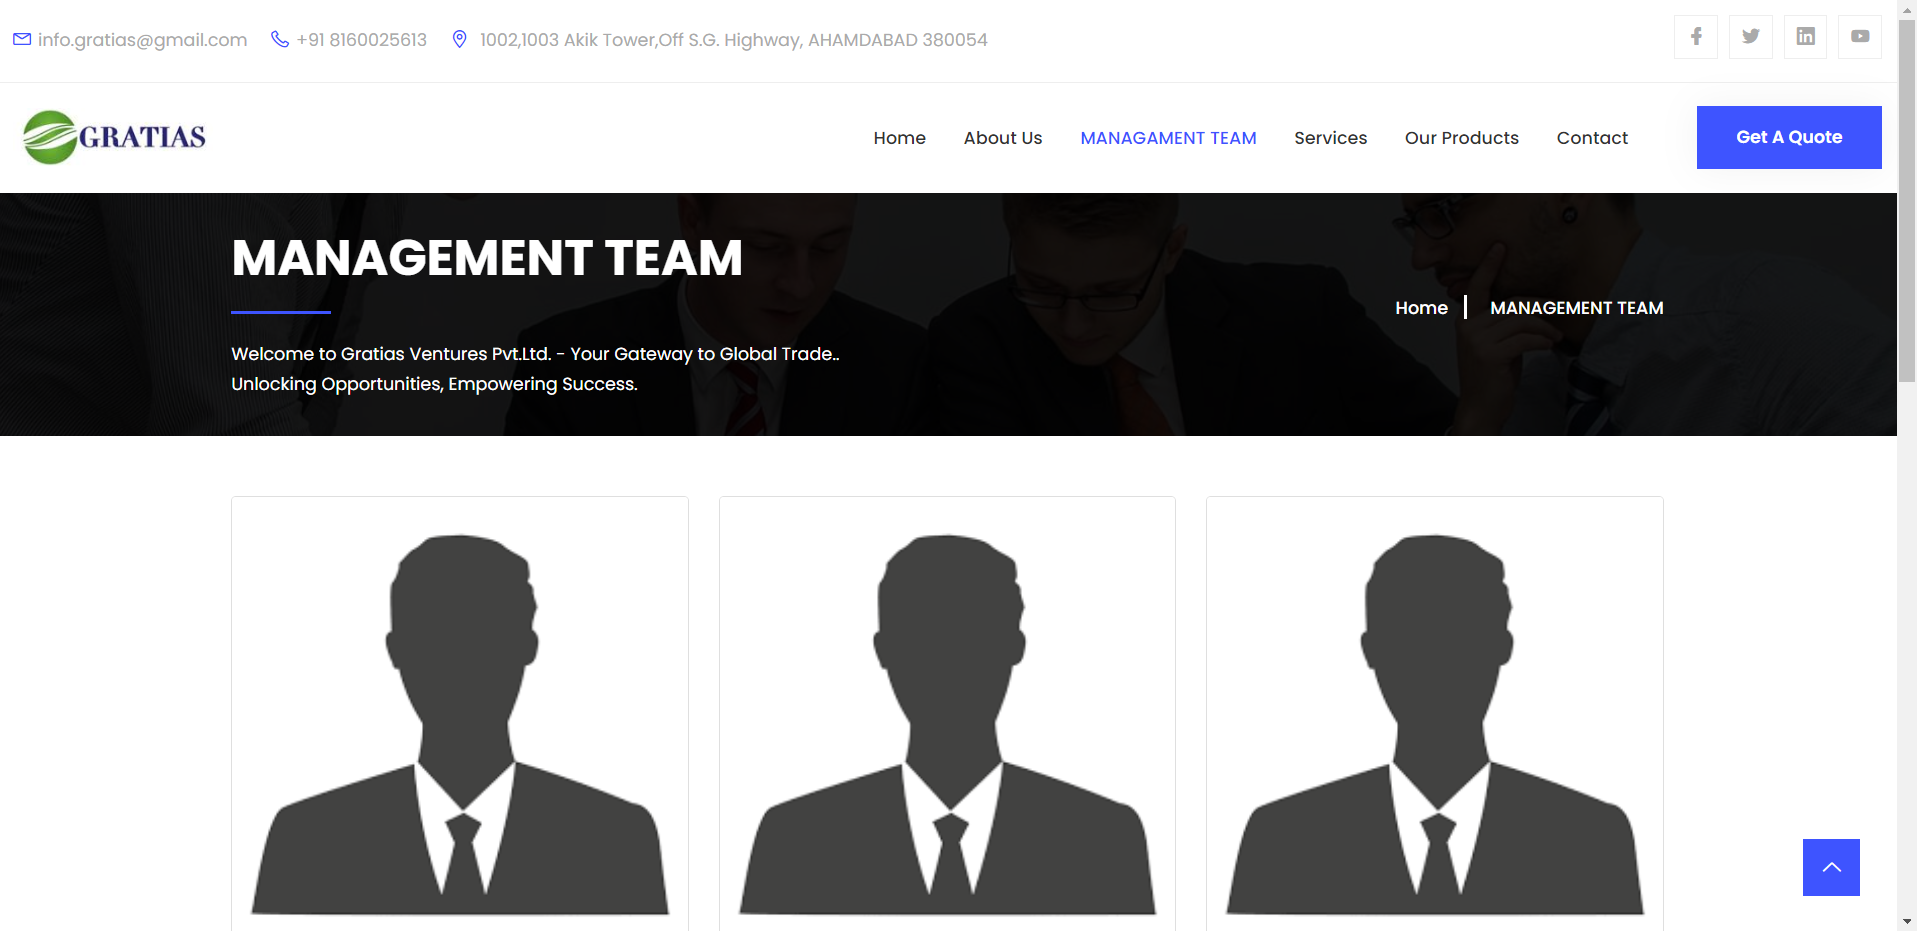 info.gratias@gmail.com +91 8160025613 1002,1003 Akik Tower,Off S.G. Highway, AHAMDABAD 380054
GRATIAS Home About Us MANAGAMENT TEAM Services Our Products Contact Get A Quote
MANAGEMENT TEAM
Home MANAGEMENT TEAM
Welcome to Gratias Ventures Pvt.Ltd. - Your Gateway to Global Trade..
Unlocking Opportunities, Empowering Success.